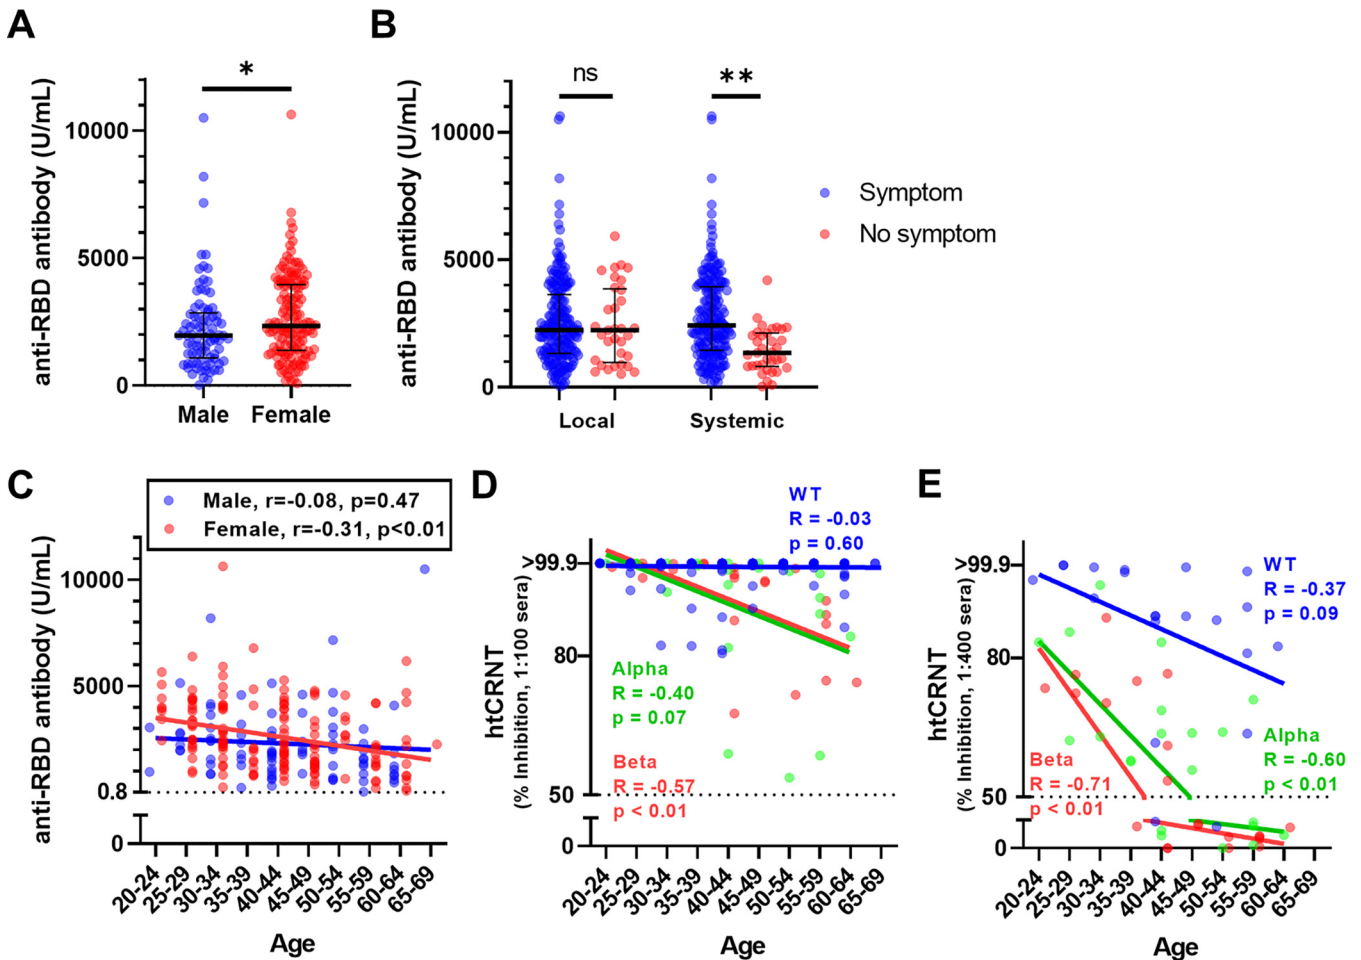 A
anti-RBD antibody (U/mL)
10000
5000
0
*
Male
Female
B
anti-RBD antibody (U/mL)
10000
5000
0
ns
**
Local
Systemic
Symptom
No symptom
C
Male, r=-0.08, p=0.47
Female, r=-0.31, p<0.01
anti-RBD antibody (U/mL)
10000
5000
0.8
0
20-24
25-29
30-34
35-39
40-44
45-49
50-54
55-59
60-64
65-69
Age
D
htCRNT
(% Inhibition, 1:100 sera)
>99.9
80
50
0
WT
R = -0.03
p = 0.60
Alpha
R = -0.40
p = 0.07
Beta
R = -0.57
p < 0.01
20-24
25-29
30-34
35-39
40-44
45-49
50-54
55-59
60-64
65-69
Age
E
htCRNT
(% Inhibition, 1:400 sera)
>99.9
80
50
0
WT
R = -0.37
p = 0.09
Alpha
R = -0.60
p < 0.01
Beta
R = -0.71
p < 0.01
20-24
25-29
30-34
35-39
40-44
45-49
50-54
55-59
60-64
65-69
Age